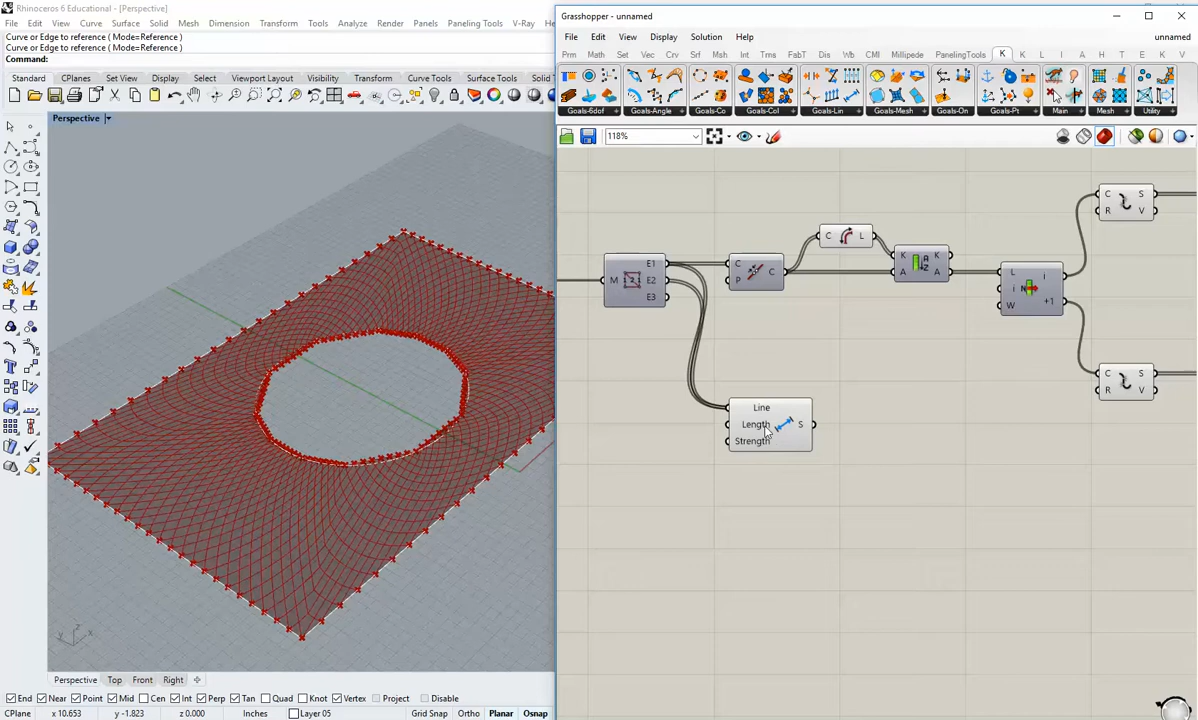 Rhinoceros 6 Educational - [Perspective]
File Edit View Curve Surface Solid Mesh Dimension Transform Tools Analyze Render Panels Paneling Tools V-Ray
Curve or Edge to reference ( Mode=Reference )
Curve or Edge to reference ( Mode=Reference )
Command:
Standard CPlanes Set View Display Select Viewport Layout Visibility Transform Curve Tools Surface Tools Solid
Perspective
Grasshopper - unnamed
File Edit View Display Solution Help unnamed
Prm Math Set Vec Crv Srf Msh Int Trns FabT Dis Wb CMI Millipede PanelingTools K K L I A H T E K V
Goals-6dof Goals-Angle Goals-Co Goals-Col Goals-Lin Goals-Mesh Goals-On Goals-Pt Main Mesh Utility
118%
C S
R V
C L
M E1 E2 E3
C P C
K K
A A
L I
i +1
W
C S
R V
Line
Length S
Strength
z y x
Perspective Top Front Right
End Near Point Mid Cen Int Perp Tan Quad Knot Vertex Project Disable
CPlane x 10.653 y -1.823 z 0.000 Inches Layer 05 Grid Snap Ortho Planar Osnap